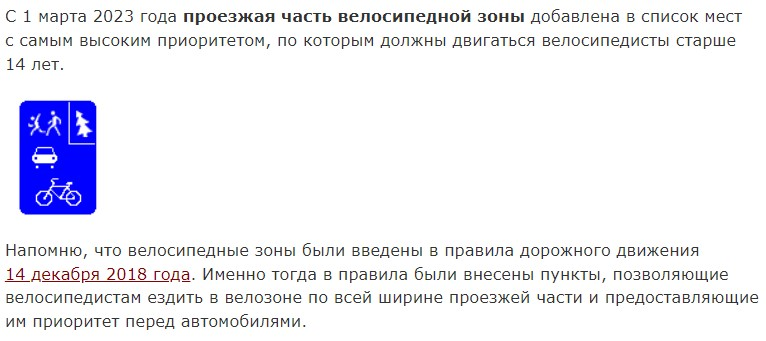 С 1 марта 2023 года проезжая часть велосипедной зоны добавлена в список мест
с самым высоким приоритетом, по которым должны двигаться велосипедисты старше
14 лет.
Напомню, что велосипедные зоны были введены в правила дорожного движения
14 декабря 2018 года. Именно тогда в правила были внесены пункты, позволяющие
велосипедистам ездить в велозоне по всей ширине проезжей части и предоставляющие
им приоритет перед автомобилями.